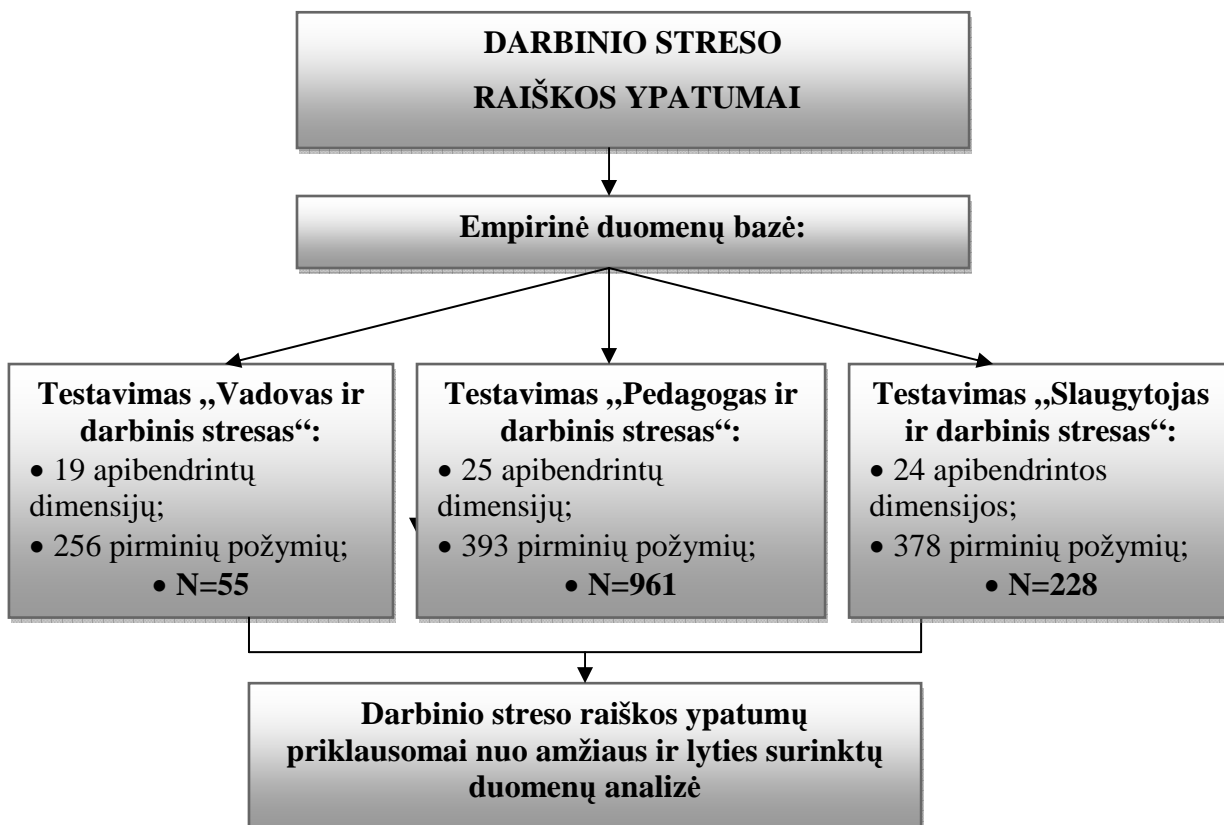 DARBINIO STRESO
RAIŠKOS YPATUMAI
Empirinė duomenų bazė:
Testavimas „Vadovas ir
darbinis stresas“:
• 19 apibendrintų
dimensijų;
• 256 pirminių požymių;
• N=55
Testavimas „Pedagogas ir
darbinis stresas“:
• 25 apibendrintų
dimensijų;
• 393 pirminių požymių;
• N=961
Testavimas „Slaugytojas
ir darbinis stresas“:
• 24 apibendrintos
dimensijos;
• 378 pirminių požymių;
• N=228
Darbinio streso raiškos ypatumų
priklausomai nuo amžiaus ir lyties surinktų
duomenų analizė